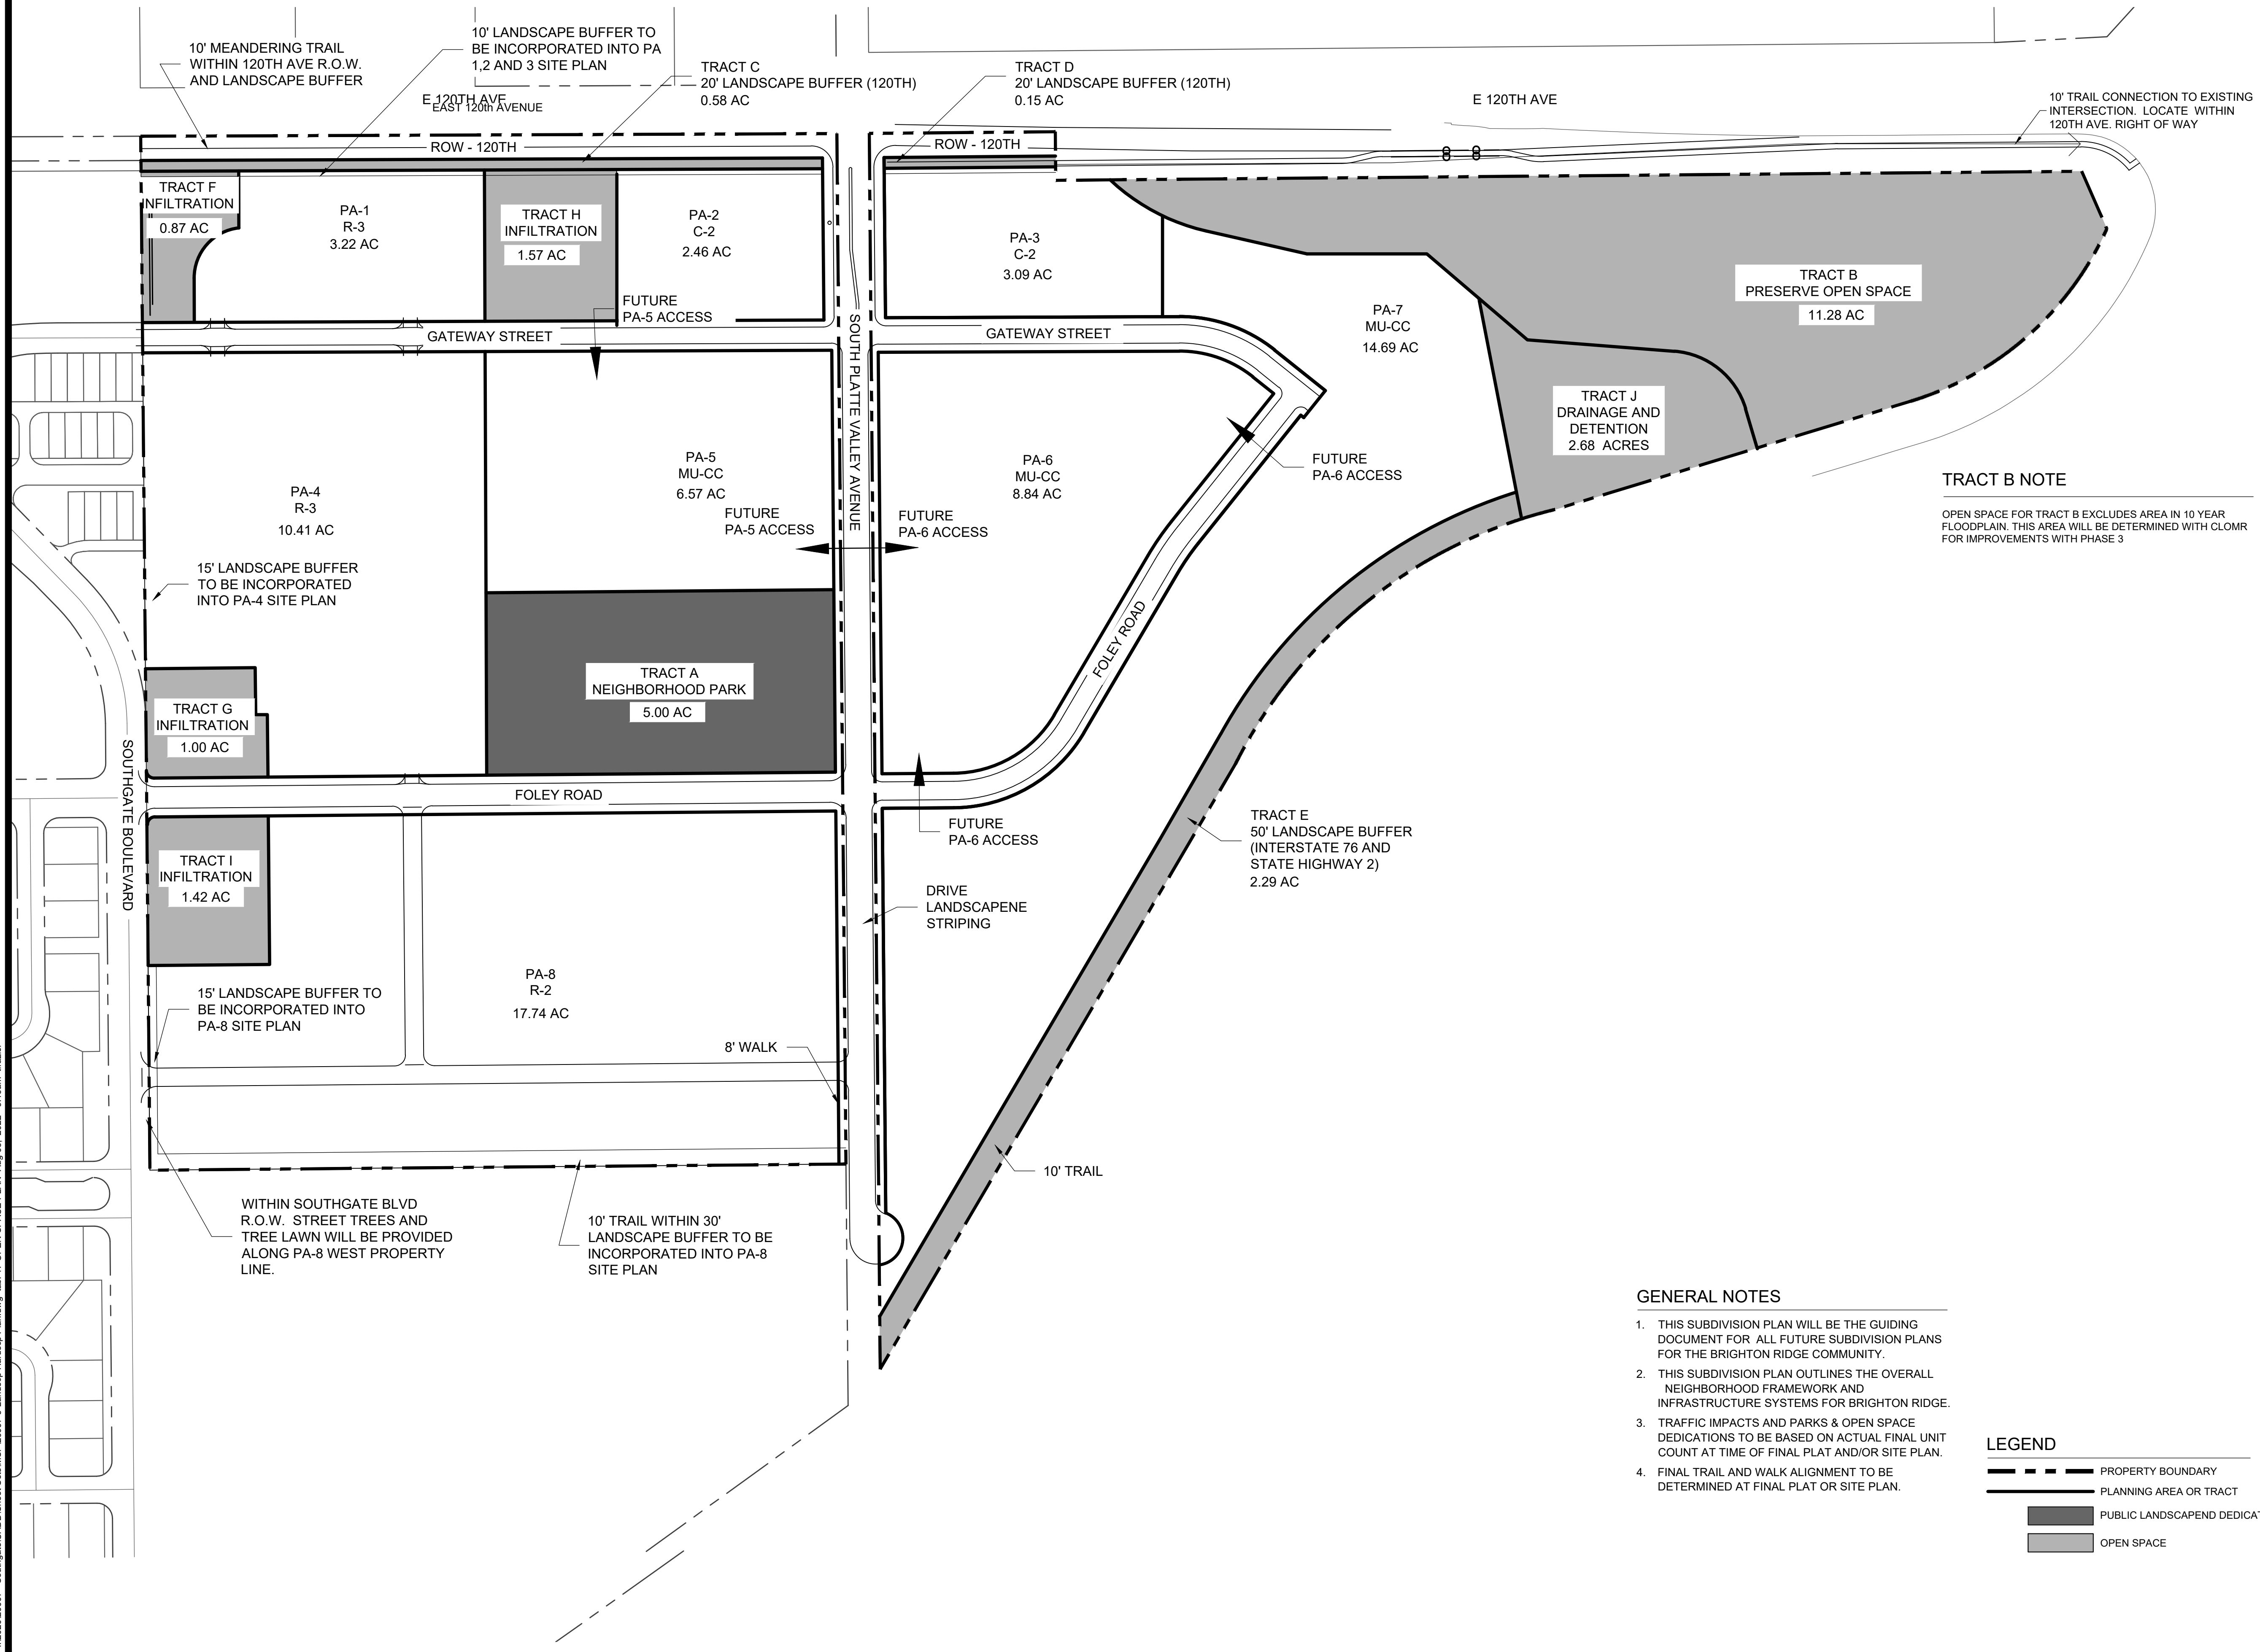 10' MEANDERING TRAIL
WITHIN 120TH AVE R.O.W.
AND LANDSCAPE BUFFER
10' LANDSCAPE BUFFER TO
BE INCORPORATED INTO PA
1,2 AND 3 SITE PLAN
TRACT C
20' LANDSCAPE BUFFER (120TH)
0.58 AC
TRACT D
20' LANDSCAPE BUFFER (120TH)
0.15 AC
E 120TH AVE
EAST 120th AVENUE
E 120TH AVE
10' TRAIL CONNECTION TO EXISTING
INTERSECTION. LOCATE WITHIN
120TH AVE. RIGHT OF WAY
ROW - 120TH
ROW - 120TH
TRACT F
INFILTRATION
0.87 AC
PA-1
R-3
3.22 AC
TRACT H
INFILTRATION
1.57 AC
PA-2
C-2
2.46 AC
PA-3
C-2
3.09 AC
TRACT B
PRESERVE OPEN SPACE
11.28 AC
FUTURE
PA-5 ACCESS
PA-7
MU-CC
14.69 AC
GATEWAY STREET
GATEWAY STREET
SOUTH PLATTE VALLEY AVENUE
TRACT J
DRAINAGE AND
DETENTION
2.68 ACRES
PA-4
R-3
10.41 AC
PA-5
MU-CC
6.57 AC
PA-6
MU-CC
8.84 AC
FUTURE
PA-6 ACCESS
FUTURE
PA-5 ACCESS
FUTURE
PA-6 ACCESS
TRACT B NOTE
OPEN SPACE FOR TRACT B EXCLUDES AREA IN 10 YEAR
FLOODPLAIN. THIS AREA WILL BE DETERMINED WITH CLOMR
FOR IMPROVEMENTS WITH PHASE 3
15' LANDSCAPE BUFFER
TO BE INCORPORATED
INTO PA-4 SITE PLAN
FOLEY ROAD
TRACT A
NEIGHBORHOOD PARK
5.00 AC
TRACT G
INFILTRATION
1.00 AC
SOUTHGATE BOULEVARD
FOLEY ROAD
FUTURE
PA-6 ACCESS
TRACT E
50' LANDSCAPE BUFFER
(INTERSTATE 76 AND
STATE HIGHWAY 2)
2.29 AC
TRACT I
INFILTRATION
1.42 AC
DRIVE
LANDSCAPENE
STRIPING
PA-8
R-2
17.74 AC
15' LANDSCAPE BUFFER TO
BE INCORPORATED INTO
PA-8 SITE PLAN
8' WALK
10' TRAIL
WITHIN SOUTHGATE BLVD
R.O.W. STREET TREES AND
TREE LAWN WILL BE PROVIDED
ALONG PA-8 WEST PROPERTY
LINE.
10' TRAIL WITHIN 30'
LANDSCAPE BUFFER TO BE
INCORPORATED INTO PA-8
SITE PLAN
GENERAL NOTES
1. THIS SUBDIVISION PLAN WILL BE THE GUIDING
DOCUMENT FOR ALL FUTURE SUBDIVISION PLANS
FOR THE BRIGHTON RIDGE COMMUNITY.
2. THIS SUBDIVISION PLAN OUTLINES THE OVERALL
NEIGHBORHOOD FRAMEWORK AND
INFRASTRUCTURE SYSTEMS FOR BRIGHTON RIDGE.
3. TRAFFIC IMPACTS AND PARKS & OPEN SPACE
DEDICATIONS TO BE BASED ON ACTUAL FINAL UNIT
COUNT AT TIME OF FINAL PLAT AND/OR SITE PLAN.
4. FINAL TRAIL AND WALK ALIGNMENT TO BE
DETERMINED AT FINAL PLAT OR SITE PLAN.
LEGEND
PROPERTY BOUNDARY
PLANNING AREA OR TRACT
PUBLIC LANDSCAPEND DEDICAT
OPEN SPACE